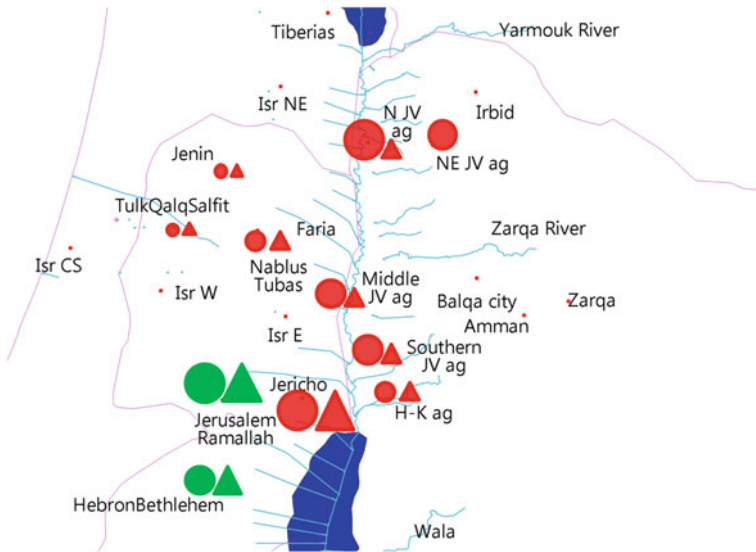 Tiberias
Yarmouk River
Isr NE
Irbid
N JV
ag
NE JV ag
Jenin
TulkQalqSalfit
Faria
Zarqa River
Isr CS
Nablus
Tubas
Isr W
Middle
JV ag
Balqa city
Zarqa
Amman
Isr E
Southern
JV ag
Jericho
H-K ag
Jerusalem
Ramallah
HebronBethlehem
Wala